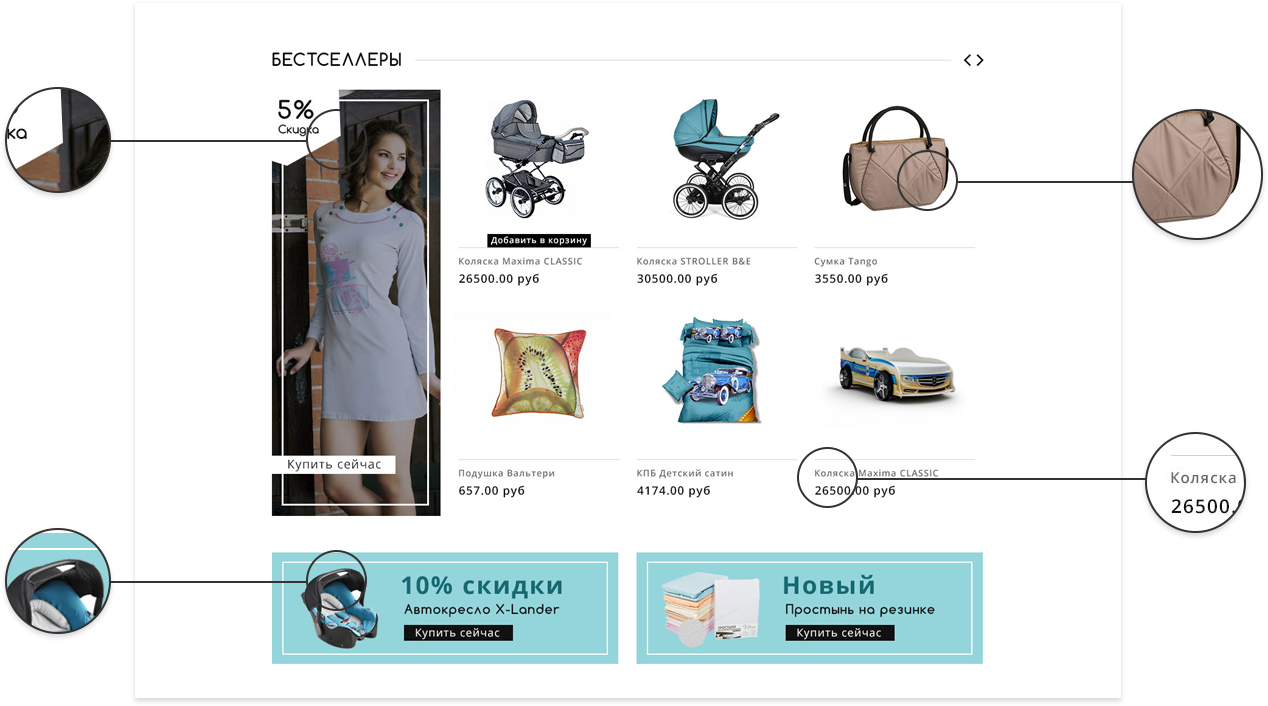 БЕСТСЕЛЛЕРЫ
5%
Скидка
ка
Купить сейчас
Добавить в корзину
Коляска Maxima CLASSIC
26500.00 руб
Коляска STROLLER B&E
30500.00 руб
Сумка Tango
3550.00 руб
Подушка Вальтери
657.00 руб
КПБ Детский сатин
4174.00 руб
Коляска Maxima CLASSIC
26500.00 руб
Коляска
26500.
10% скидки
Автокресло X-Lander
Купить сейчас
Новый
Простынь на резинке
Купить сейчас
ПРОСТЫНЯ